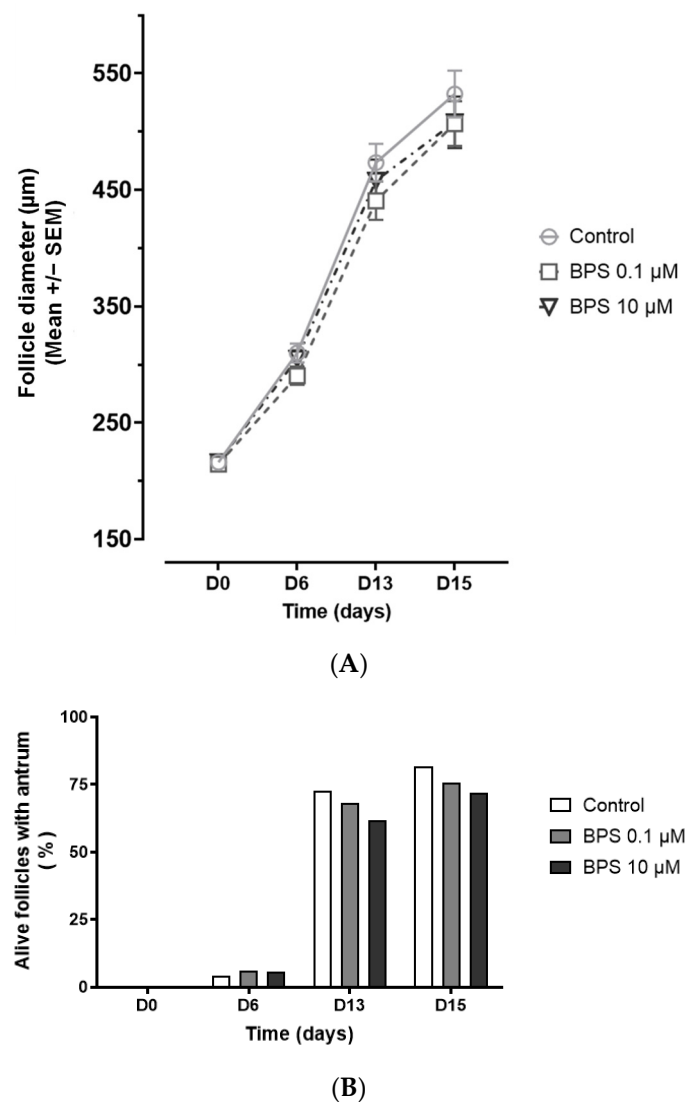 550
450
350
250
150
Follicle diameter (µm)
(Mean +/− SEM)
Control
BPS 0.1 µM
BPS 10 µM
D0 D6 D13 D15
Time (days)
(A)
100
75
50
25
0
Alive follicles with antrum
( %)
Control
BPS 0.1 µM
BPS 10 µM
D0 D6 D13 D15
Time (days)
(B)